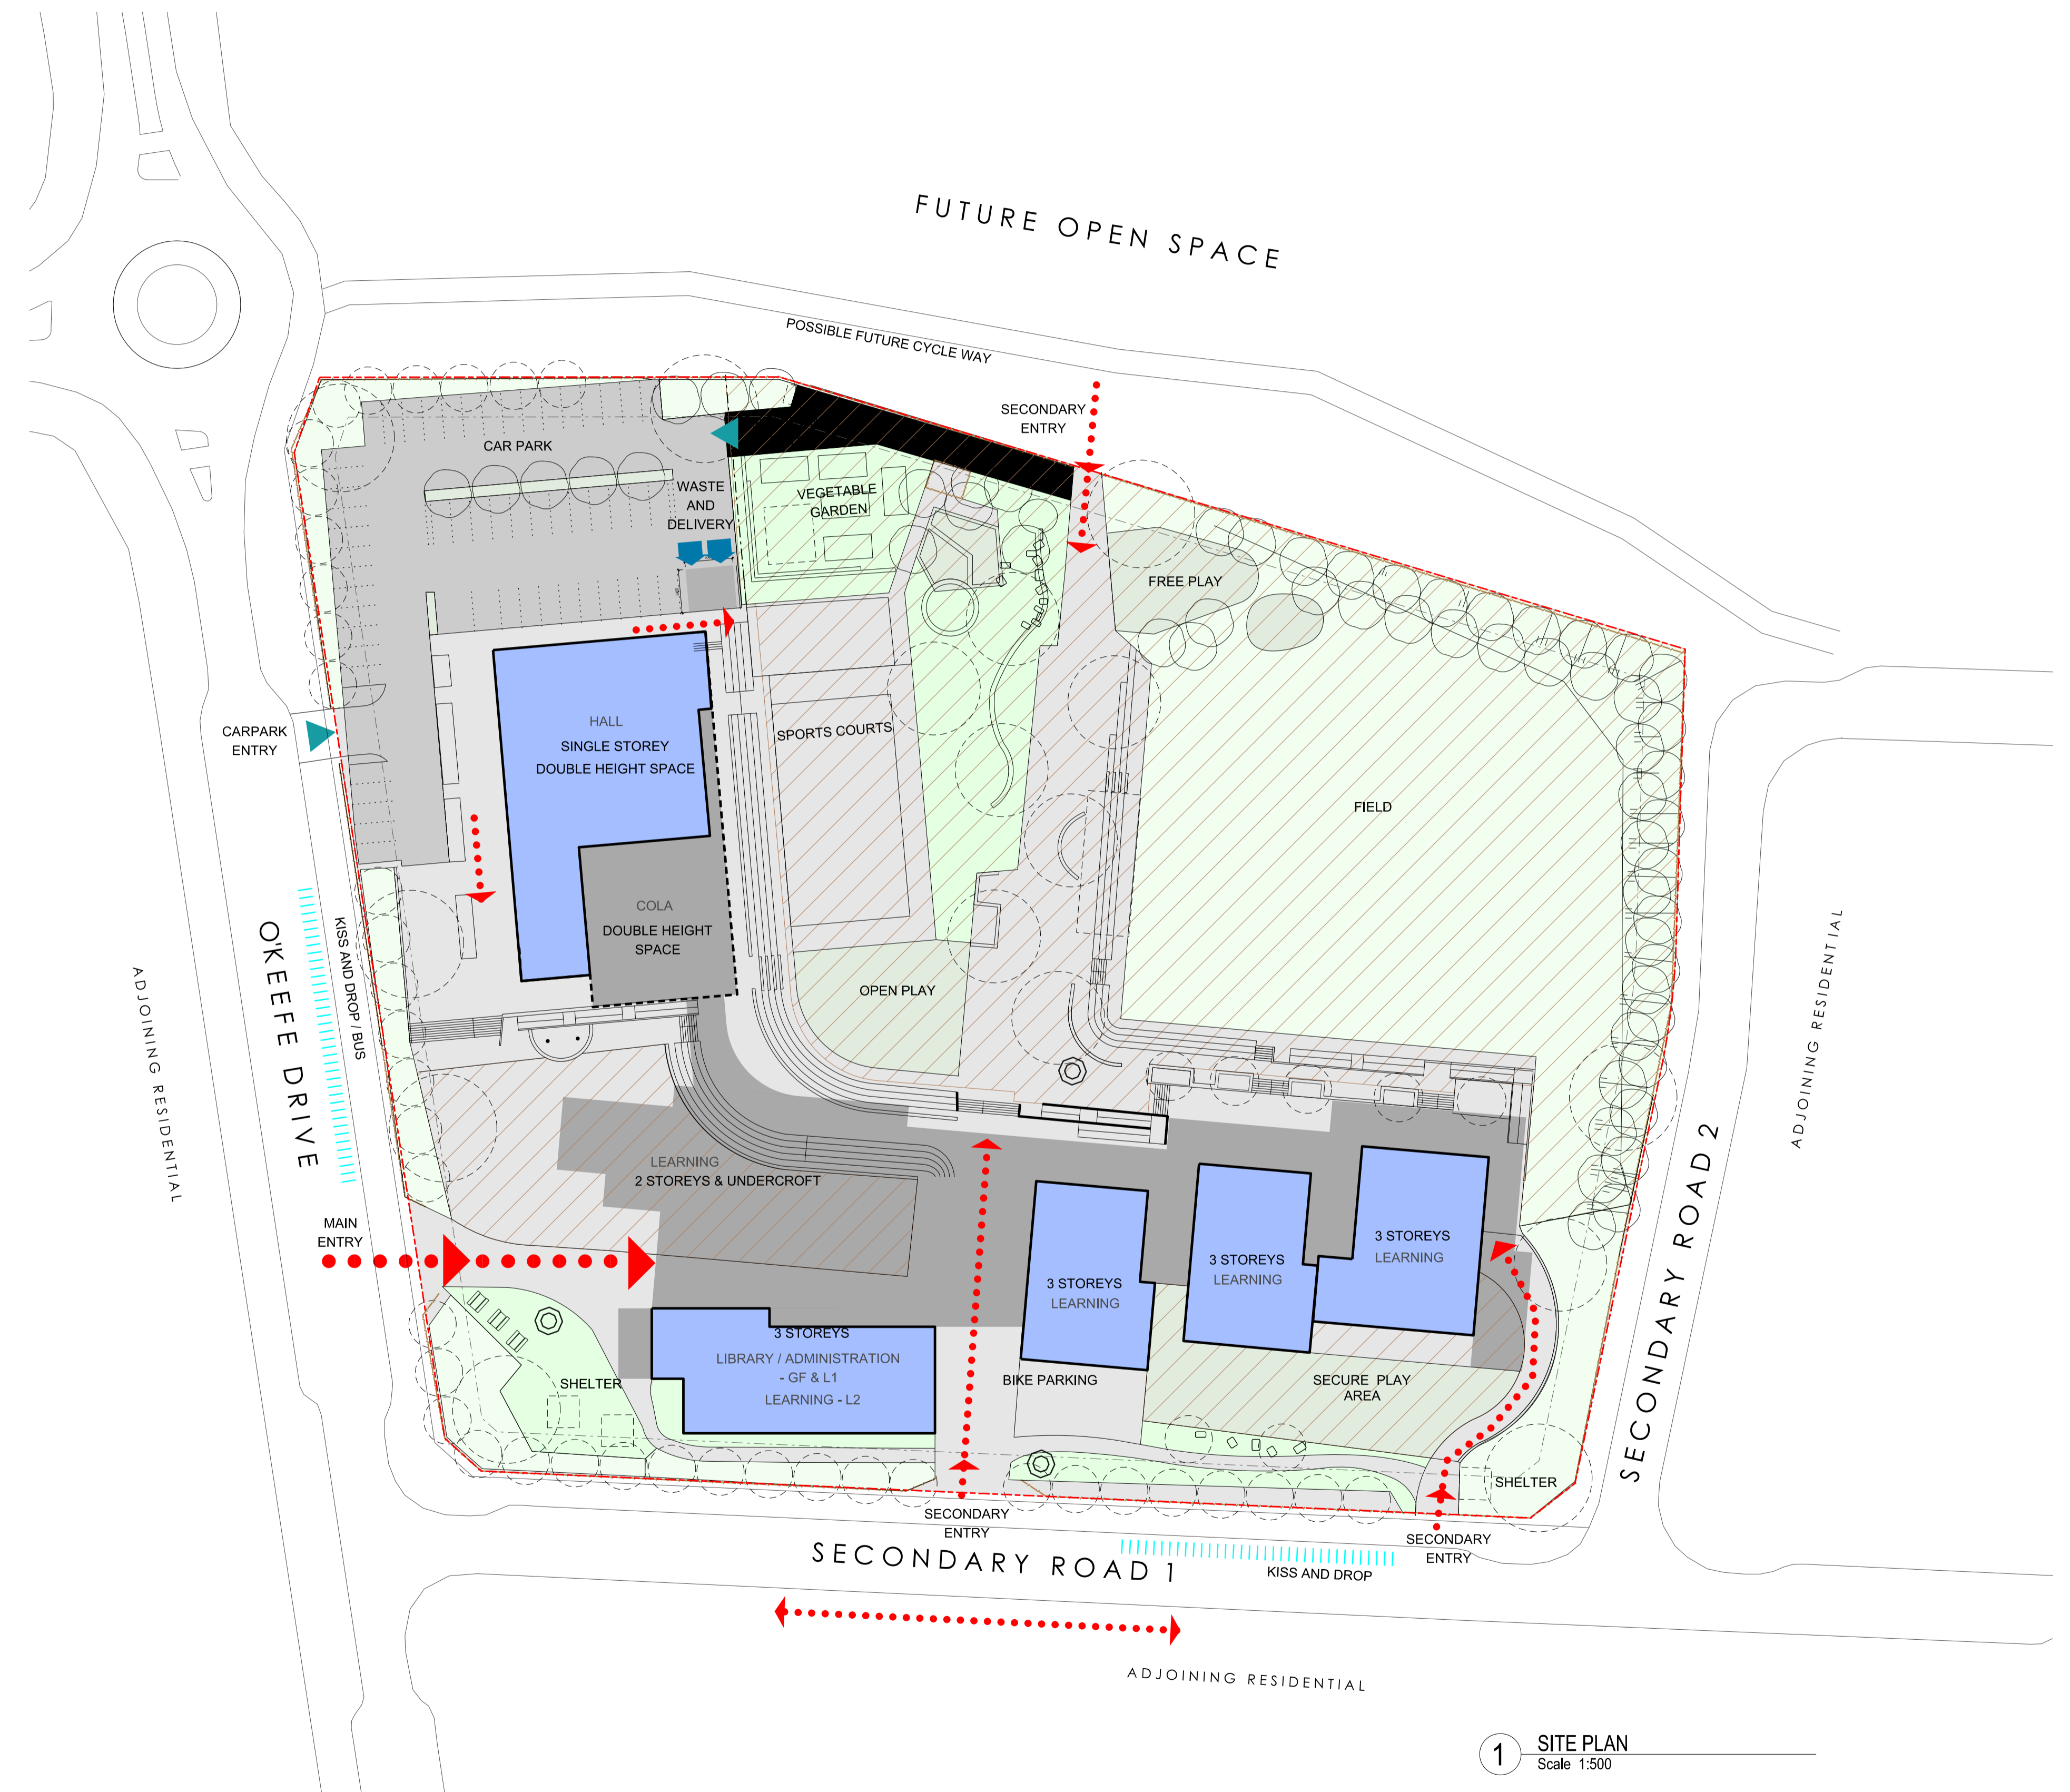 FUTURE OPEN SPACE
POSSIBLE FUTURE CYCLE WAY
SECONDARY
ENTRY
CAR PARK
WASTE
AND
DELIVERY
VEGETABLE
GARDEN
FREE PLAY
CARPARK
ENTRY
HALL
SINGLE STOREY
DOUBLE HEIGHT SPACE
SPORTS COURTS
FIELD
COLA
DOUBLE HEIGHT
SPACE
OPEN PLAY
O'KEEFE DRIVE
KISS AND DROP / BUS
ADJOINING RESIDENTIAL
ADJOINING RESIDENTIAL
LEARNING
2 STOREYS & UNDERCROFT
MAIN
ENTRY
3 STOREYS
LEARNING
3 STOREYS
LEARNING
3 STOREYS
LEARNING
SECONDARY ROAD 2
3 STOREYS
LIBRARY / ADMINISTRATION
- GF & L1
LEARNING - L2
SHELTER
BIKE PARKING
SECURE PLAY
AREA
SHELTER
SECONDARY
ENTRY
SECONDARY
ENTRY
SECONDARY ROAD 1
KISS AND DROP
ADJOINING RESIDENTIAL
1
SITE PLAN
Scale 1:500